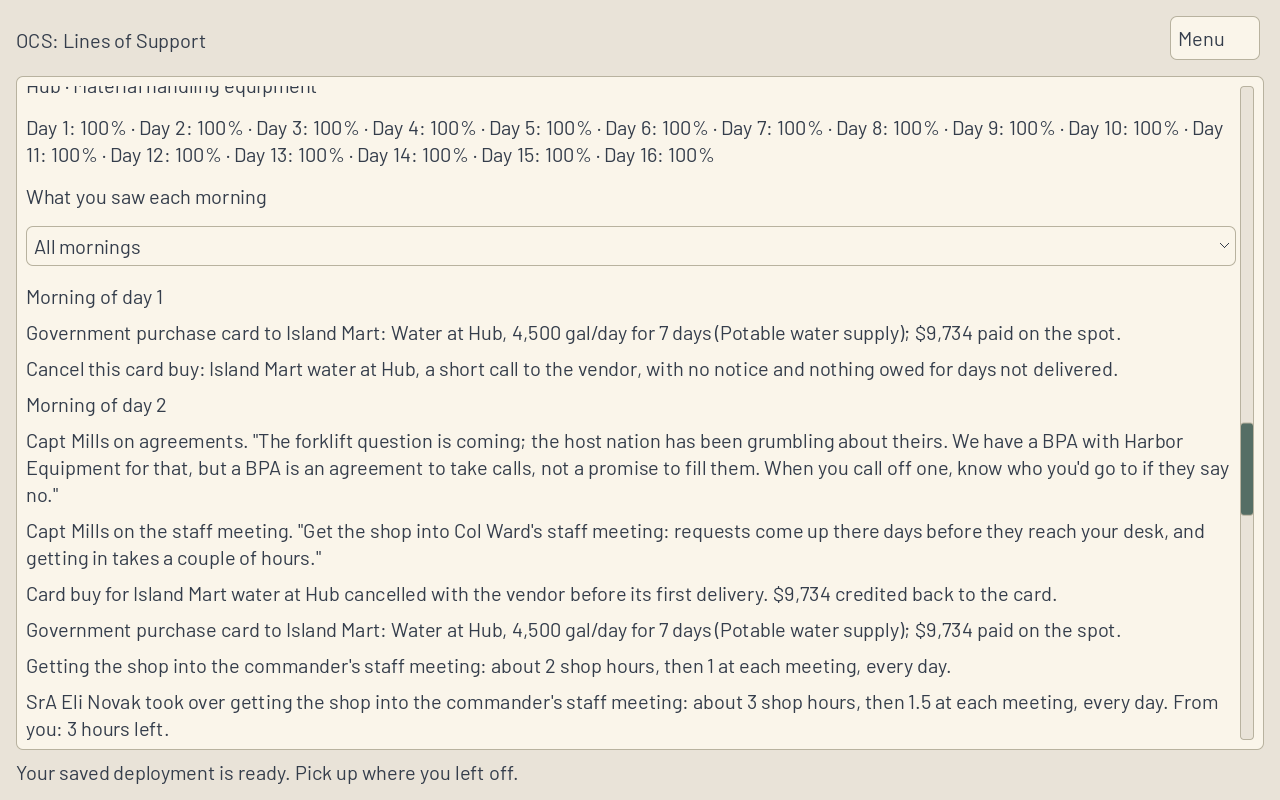 OCS: Lines of Support
Menu
Hub · Material handling equipment
Day 1: 100% · Day 2: 100% · Day 3: 100% · Day 4: 100% · Day 5: 100% · Day 6: 100% · Day 7: 100% · Day 8: 100% · Day 9: 100% · Day 10: 100% · Day
11: 100% · Day 12: 100% · Day 13: 100% · Day 14: 100% · Day 15: 100% · Day 16: 100%
What you saw each morning
All mornings
Morning of day 1
Government purchase card to Island Mart: Water at Hub, 4,500 gal/day for 7 days (Potable water supply); $9,734 paid on the spot.
Cancel this card buy: Island Mart water at Hub, a short call to the vendor, with no notice and nothing owed for days not delivered.
Morning of day 2
Capt Mills on agreements. "The forklift question is coming; the host nation has been grumbling about theirs. We have a BPA with Harbor
Equipment for that, but a BPA is an agreement to take calls, not a promise to fill them. When you call off one, know who you'd go to if they say
no."
Capt Mills on the staff meeting. "Get the shop into Col Ward's staff meeting: requests come up there days before they reach your desk, and
getting in takes a couple of hours."
Card buy for Island Mart water at Hub cancelled with the vendor before its first delivery. $9,734 credited back to the card.
Government purchase card to Island Mart: Water at Hub, 4,500 gal/day for 7 days (Potable water supply); $9,734 paid on the spot.
Getting the shop into the commander's staff meeting: about 2 shop hours, then 1 at each meeting, every day.
SrA Eli Novak took over getting the shop into the commander's staff meeting: about 3 shop hours, then 1.5 at each meeting, every day. From
you: 3 hours left.
Your saved deployment is ready. Pick up where you left off.